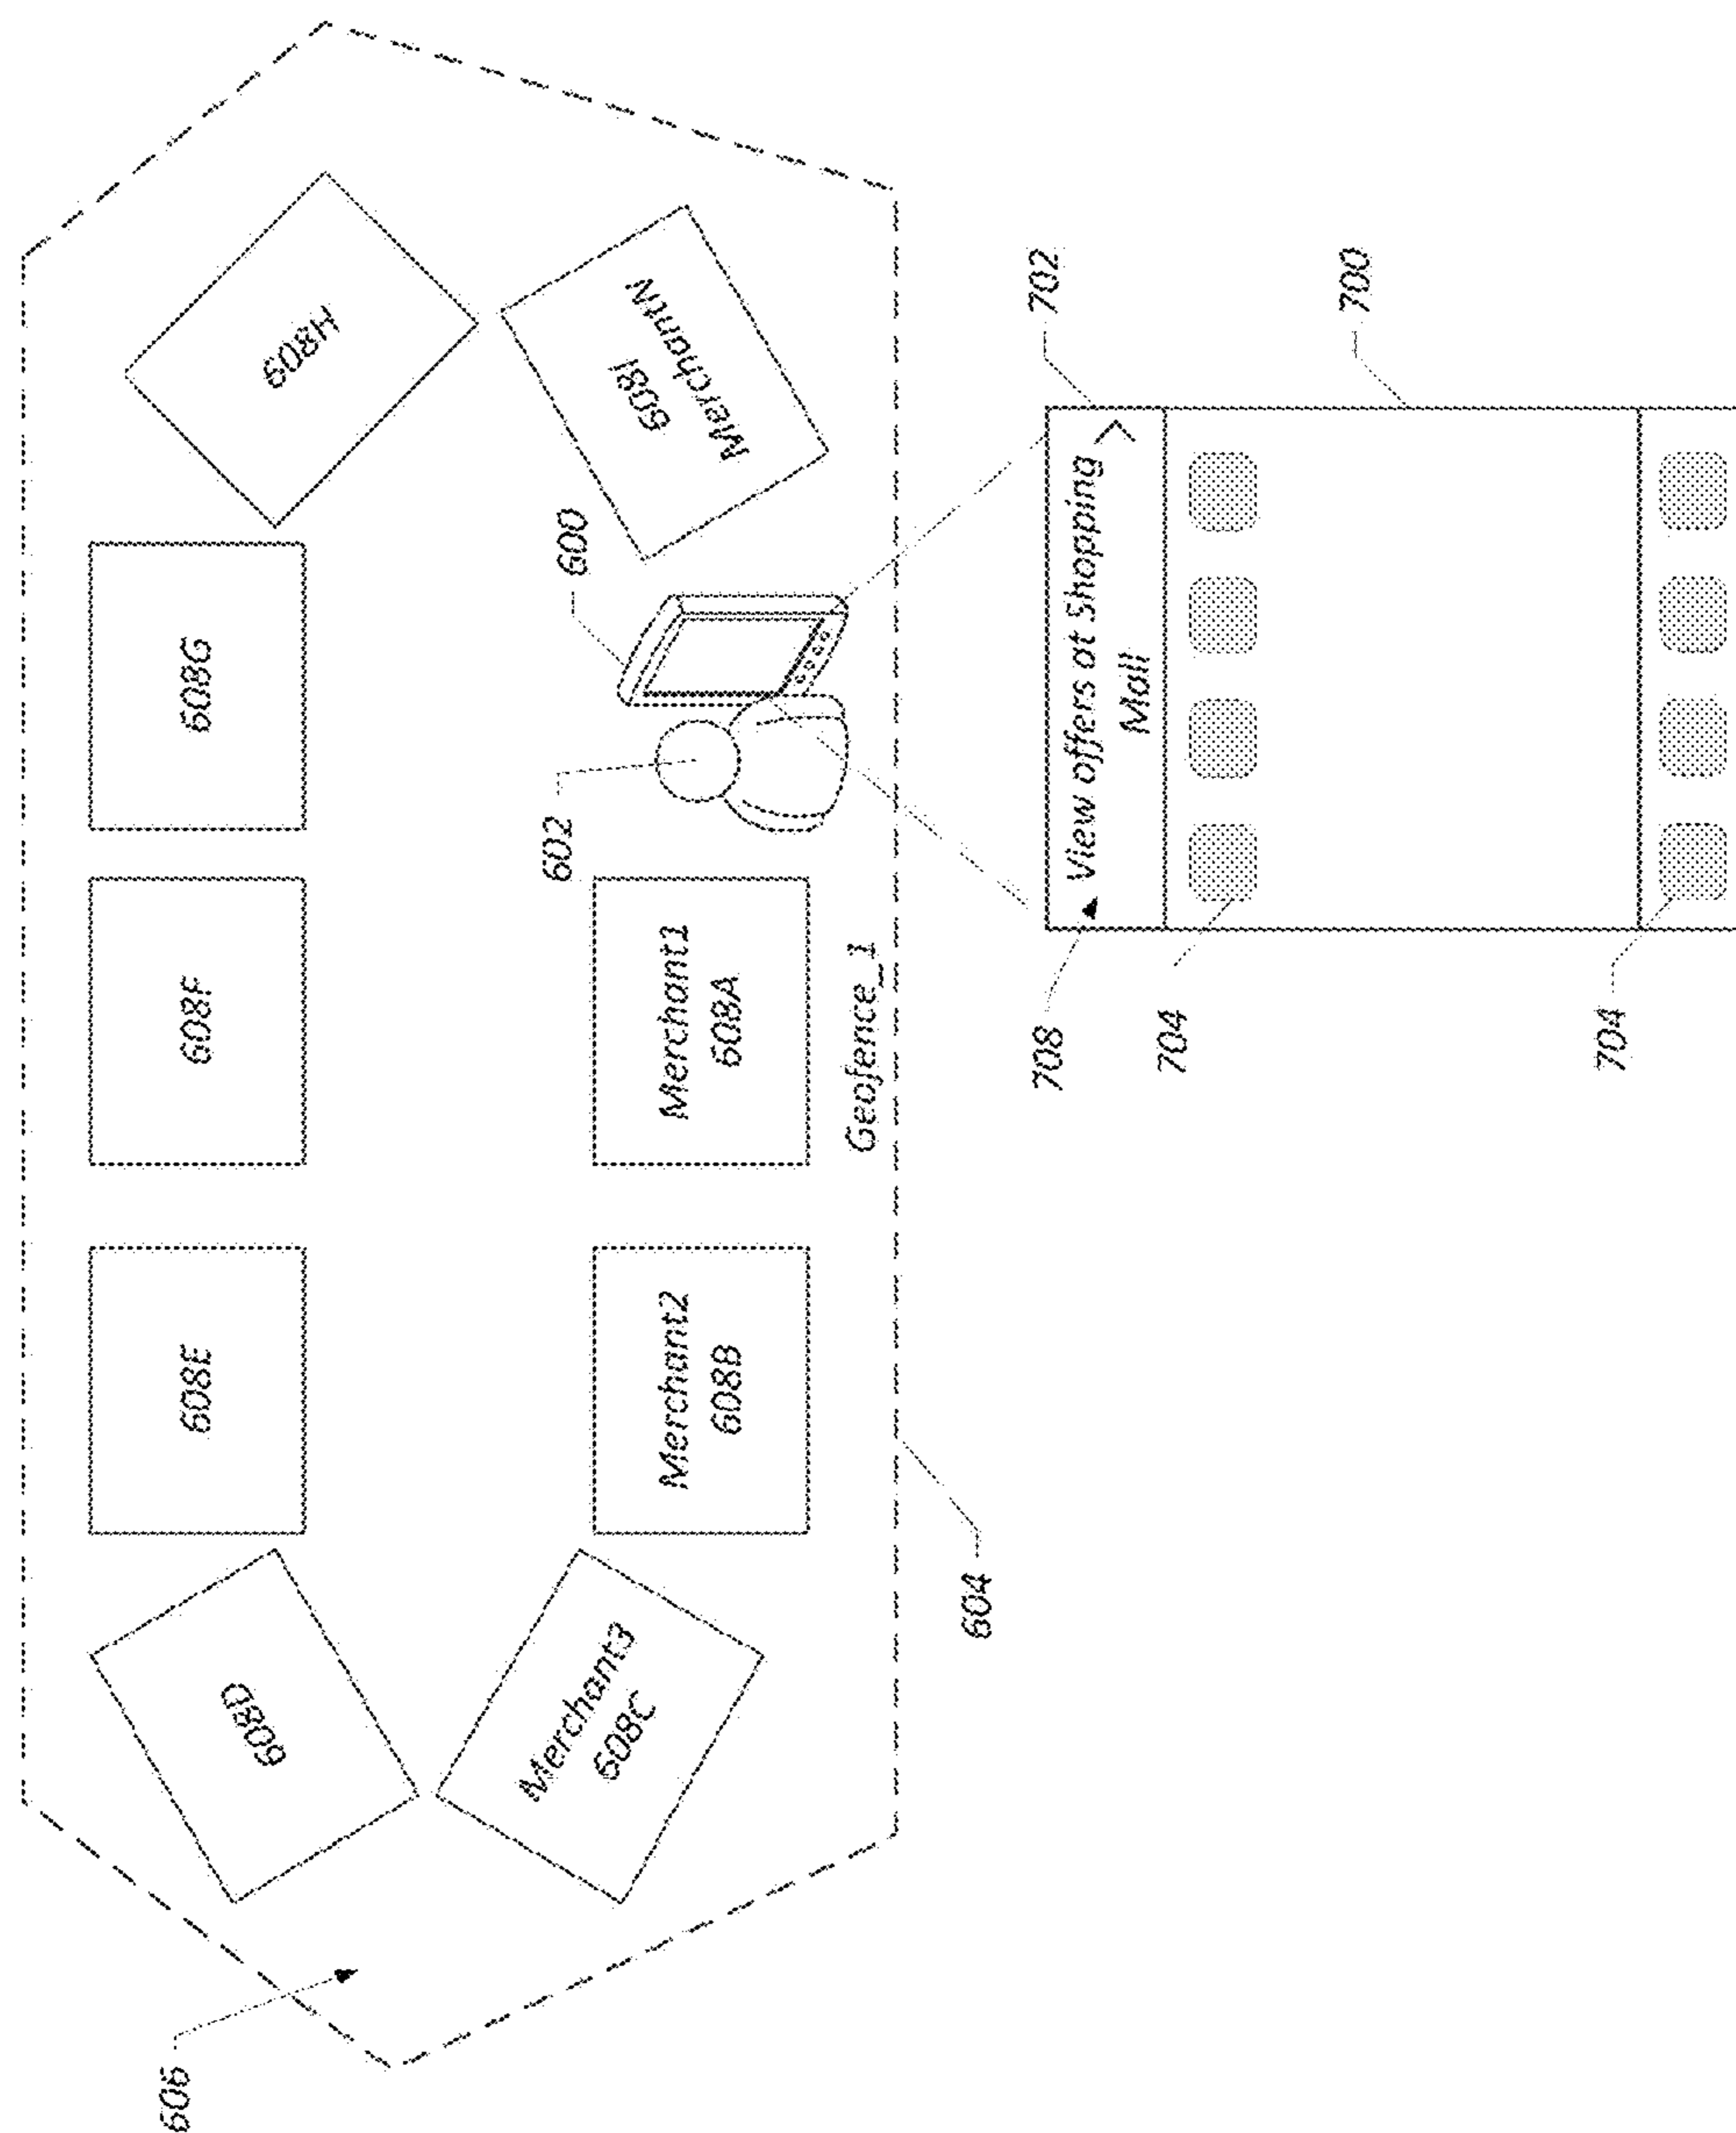 606
608D
608E
608F
608G
608H
602
600
Merchant3
608C
Merchant2
608B
Merchant1
608A
608I
MerchantN
Geofence_1
604
708
702
View offers at Shopping
Mall
704
700
704